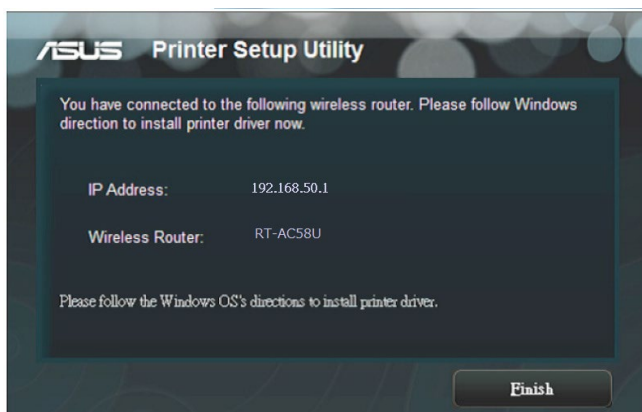 ASUS Printer Setup Utility
You have connected to the following wireless router. Please follow Windows
direction to install printer driver now.
IP Address: 192.168.50.1
Wireless Router: RT-AC58U
Please follow the Windows OS's directions to install printer driver.
Finish